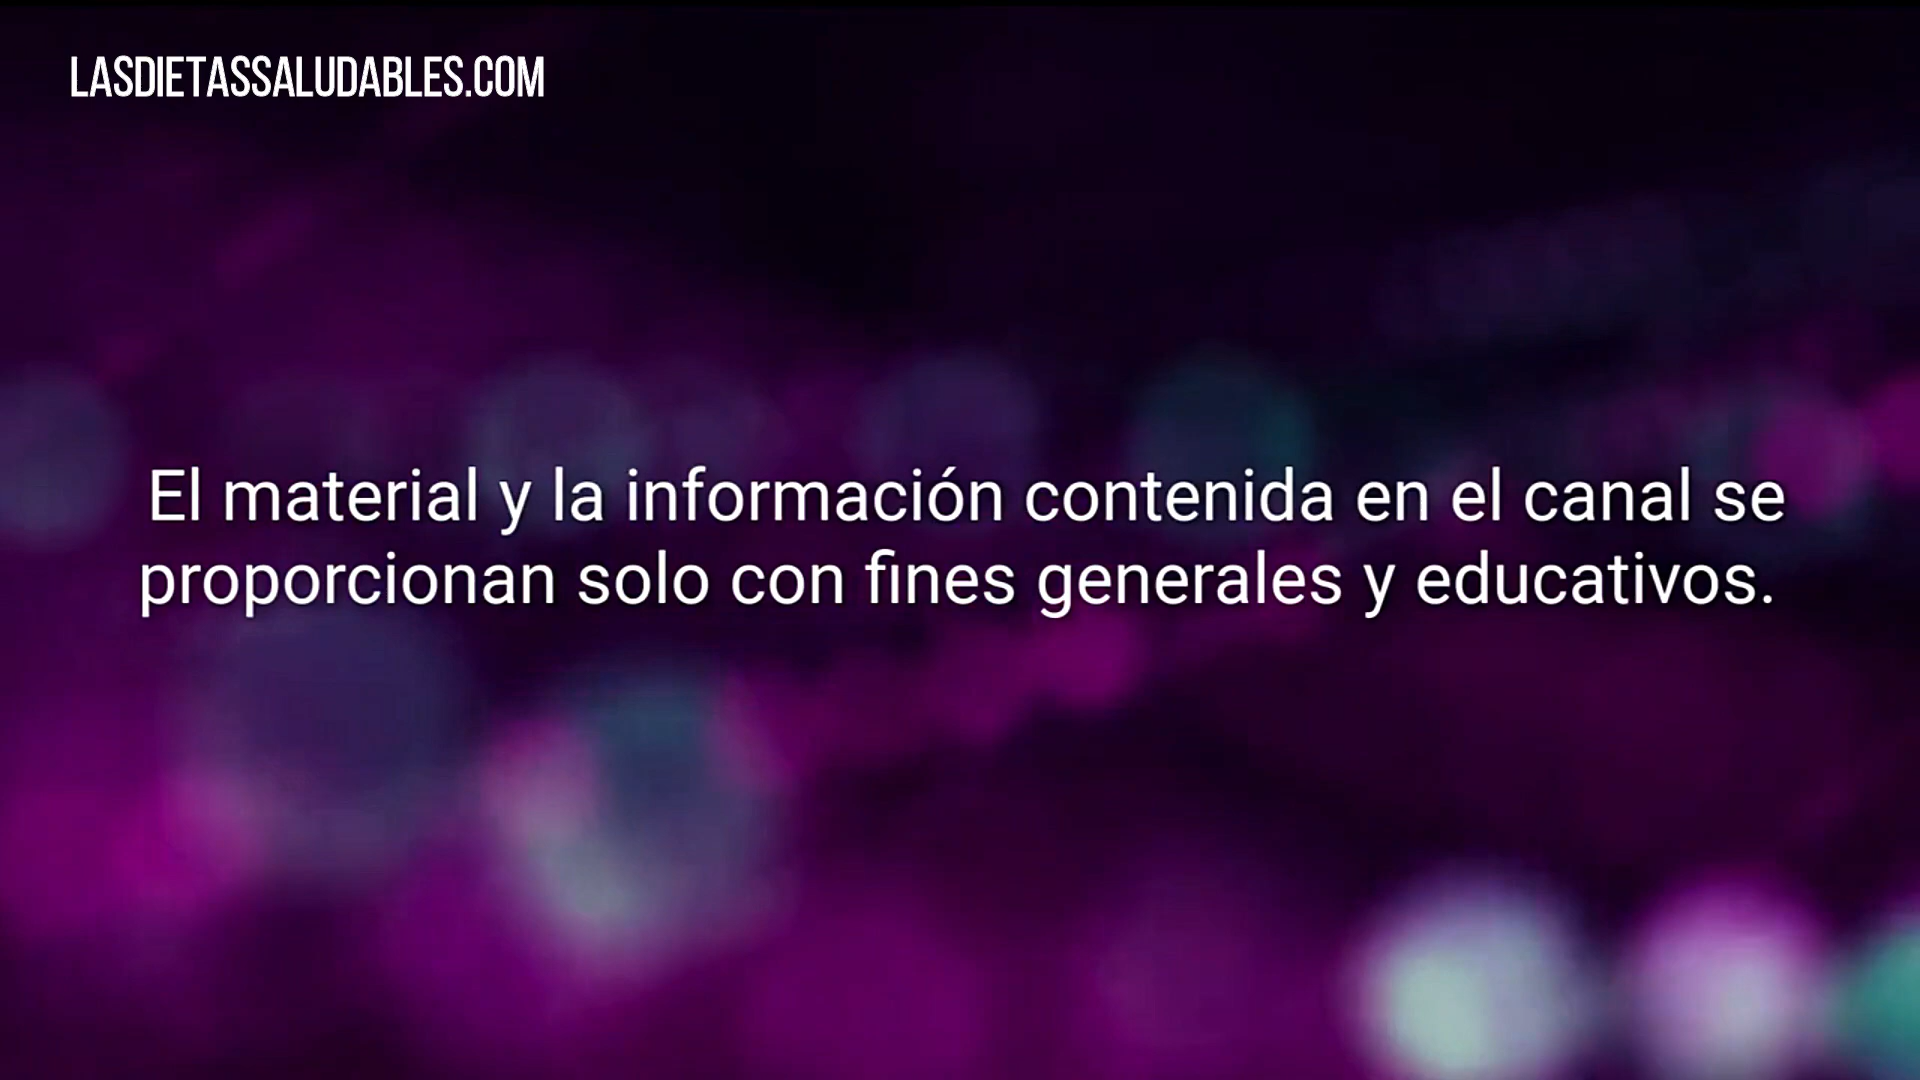 LASDIETASSALUDABLES.COM
El material y la información contenida en el canal se
proporcionan solo con fines generales y educativos.